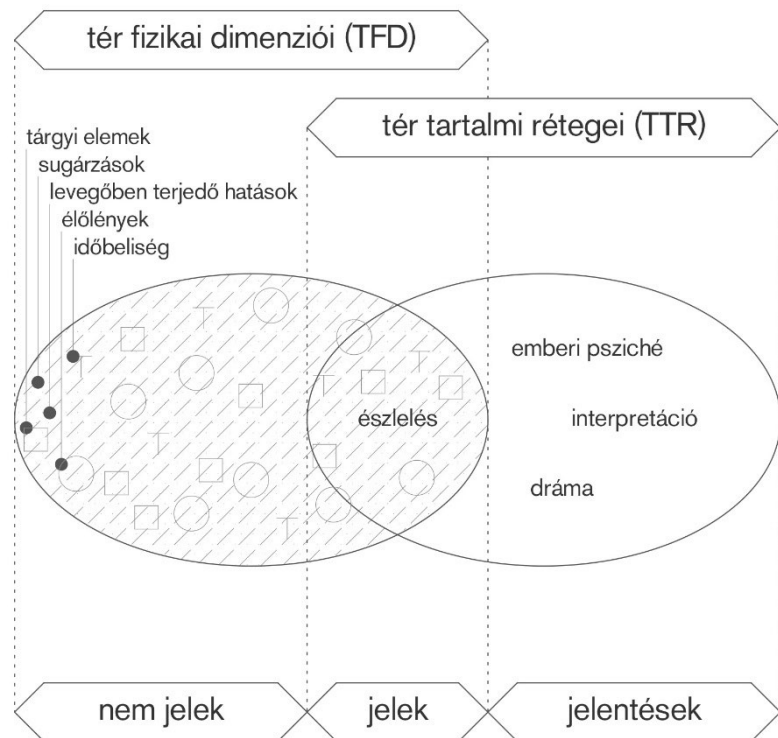 tér fizikai dimenziói (TFD)
tér tartalmi rétegei (TTR)
tárgyi elemek
sugárzások
levegőben terjedő hatások
élőlények
időbeliség
emberi psziché
észlelés
interpretáció
dráma
nem jelek
jelek
jelentések